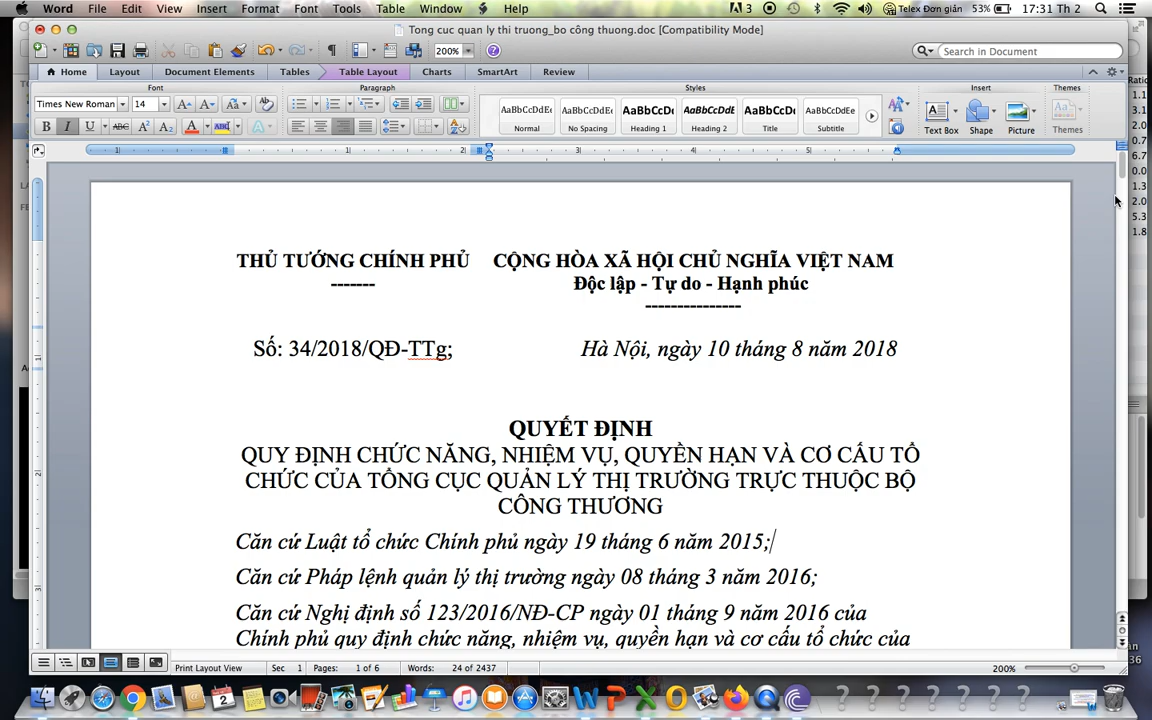 Word File Edit View Insert Format Font Tools Table Window Help
3 Telex Đơn giản 53% 17:31 Th 2
Tong cuc quan ly thi truong_bo công thuong.doc [Compatibility Mode]
200% Search in Document
Home Layout Document Elements Tables Table Layout Charts SmartArt Review
Font Paragraph Styles Insert Themes
Times New Roman 14 AaBbCcDdEe AaBbCcDdEe AaBbCcDc AaBbCcDdE AaBbCcDc AaBbCcDdEe
Normal No Spacing Heading 1 Heading 2 Title Subtitle Text Box Shape Picture Themes
THỦ TƯỚNG CHÍNH PHỦ CỘNG HÒA XÃ HỘI CHỦ NGHĨA VIỆT NAM
------- Độc lập - Tự do - Hạnh phúc
---------------
Số: 34/2018/QĐ-TTg; Hà Nội, ngày 10 tháng 8 năm 2018
QUYẾT ĐỊNH
QUY ĐỊNH CHỨC NĂNG, NHIỆM VỤ, QUYỀN HẠN VÀ CƠ CẤU TỔ
CHỨC CỦA TỔNG CỤC QUẢN LÝ THỊ TRƯỜNG TRỰC THUỘC BỘ
CÔNG THƯƠNG
Căn cứ Luật tổ chức Chính phủ ngày 19 tháng 6 năm 2015;
Căn cứ Pháp lệnh quản lý thị trường ngày 08 tháng 3 năm 2016;
Căn cứ Nghị định số 123/2016/NĐ-CP ngày 01 tháng 9 năm 2016 của
Chính phủ quy định chức năng, nhiệm vụ, quyền hạn và cơ cấu tổ chức của
Print Layout View Sec 1 Pages: 1 of 6 Words: 24 of 2437 200%